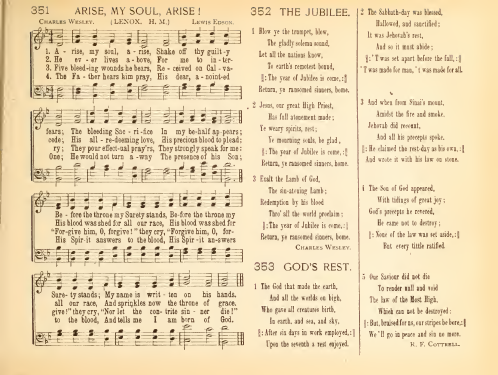 351 ARISE, MY SOUL, ARISE!
CHARLES WESLEY. (LENOX. H. M.) LEWIS EDSON.
1. A - rise, my soul, a - rise, Shake off thy guilt-y
2. He ev - er lives a - bove, For me to in - ter-
3. Five bleed-ing wounds he bears, Re - ceived on Cal - va-
4. The Fa - ther hears him pray, His dear, a - noint-ed
fears; The bleeding Sac - ri - fice In my be-half ap-pears;
cede, His all - re-deeming love, His precious blood to plead;
ry; They pour effect-ual pray'rs, They strongly speak for me:
One; He would not turn a - way The presence of his Son;
Be - fore the throne my Surety stands, Be-fore the throne my
His blood was shed for all our race, His blood was shed for
"For-give him, O, forgive!" they cry, "Forgive him, O, for-
His Spir-it answers to the blood, His Spir-it an-swers
Sure-ty stands; My name is writ - ten on his hands.
all our race, And sprinkles now the throne of grace.
give!" they cry, "Nor let the con-trite sin - ner die!"
to the blood, And tells me I am born of God.
352 THE JUBILEE.
1 Blow ye the trumpet, blow,
The gladly solemn sound,
Let all the nations know,
To earth's remotest bound,
‖:The year of Jubilee is come,:‖
Return, ye ransomed sinners, home.
2 Jesus, our great High Priest,
Has full atonement made;
Ye weary spirits, rest;
Ye mourning souls, be glad;
‖:The year of Jubilee is come,:‖
Return, ye ransomed sinners, home.
3 Exalt the Lamb of God,
The sin-atoning Lamb;
Redemption by his blood
Thro' all the world proclaim:
‖:The year of Jubilee is come,:‖
Return, ye ransomed sinners, home.
CHARLES WESLEY.
353 GOD'S REST.
1 The God that made the earth,
And all the worlds on high,
Who gave all creatures birth,
In earth, and sea, and sky,
‖:After six days in work employed,:‖
Upon the seventh a rest enjoyed.
2 The Sabbath-day was blessed,
Hallowed, and sanctified;
It was Jehovah's rest,
And so it must abide;
‖:'T was set apart before the fall,:‖
'T was made for man, 't was made for all.
3 And when from Sinai's mount,
Amidst the fire and smoke,
Jehovah did recount,
And all his precepts spoke,
‖:He claimed the rest-day as his own,:‖
And wrote it with his law on stone.
4 The Son of God appeared,
With tidings of great joy;
God's precepts he revered,
He came not to destroy;
‖:None of the law was set aside,:‖
But every tittle ratified.
5 Our Saviour did not die
To render null and void
The law of the Most High,
Which can not be destroyed:
‖:But, bruised for us, our stripes he bore,:‖
We'll go in peace and sin no more.
R. F. COTTRELL.